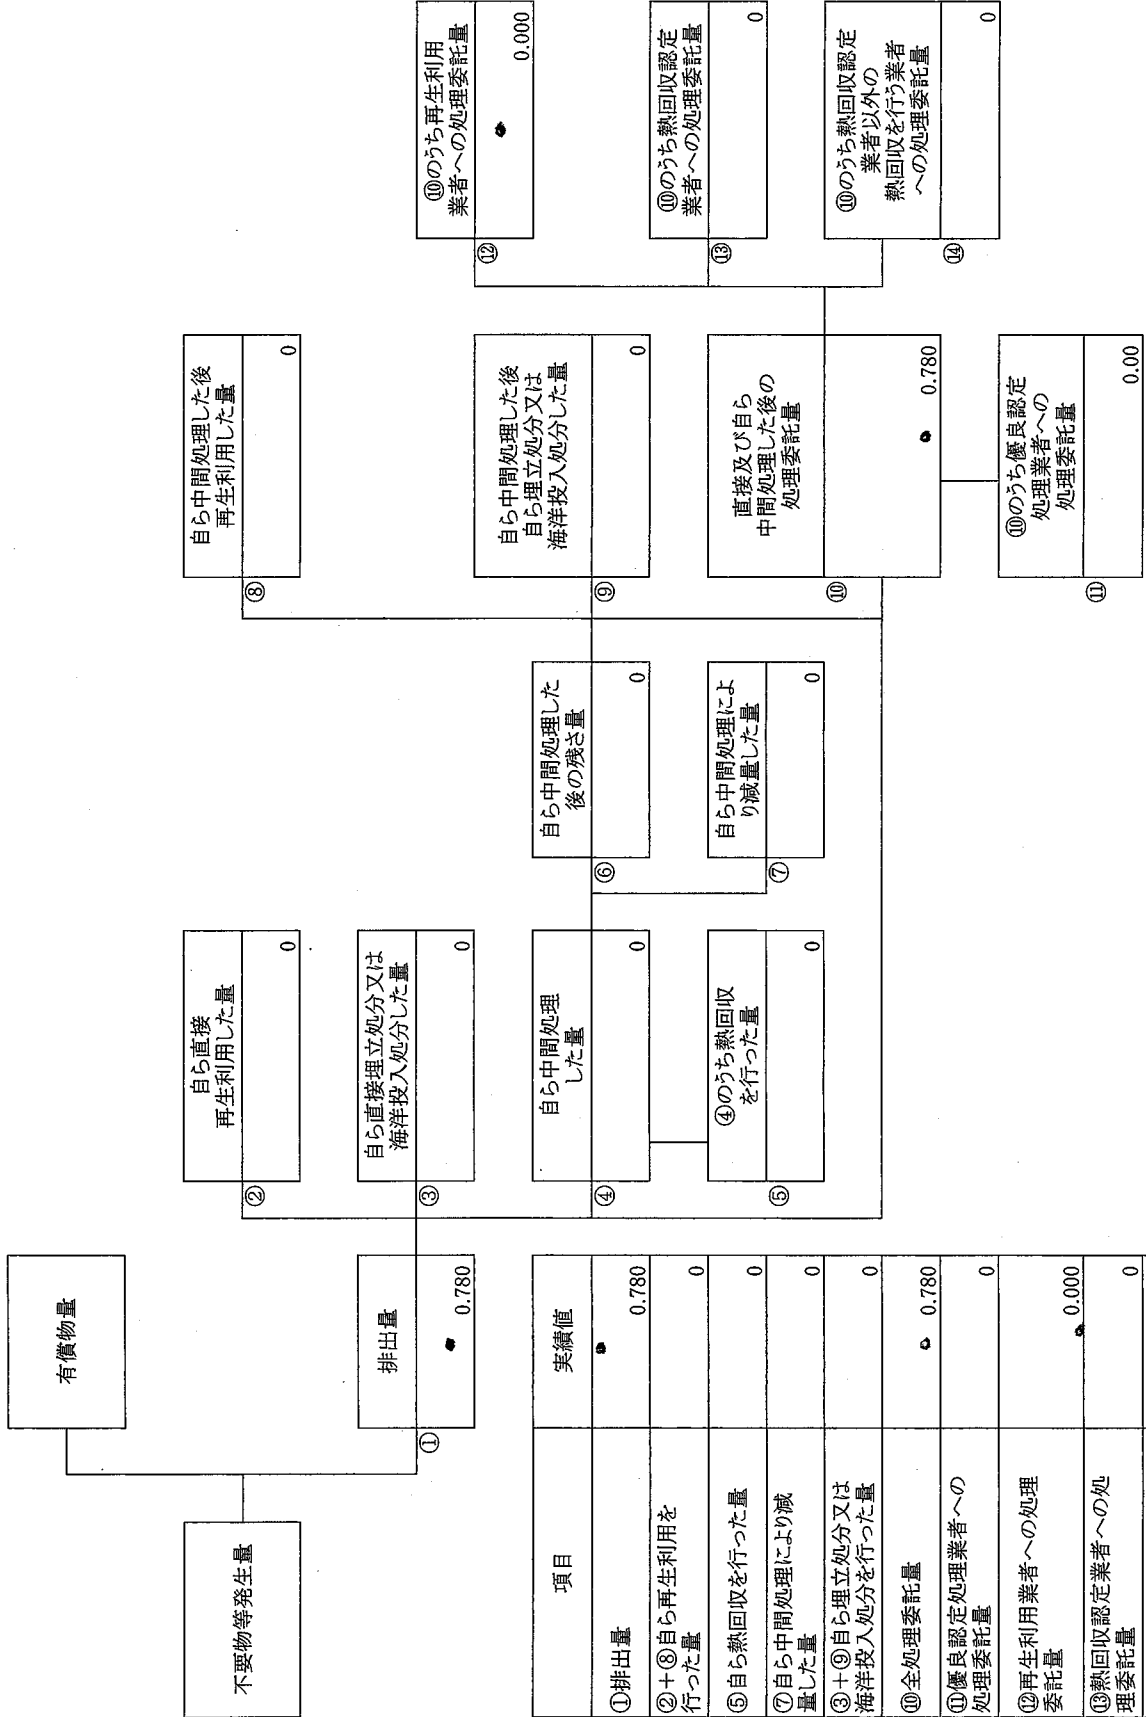 不要物等発生量
有償物量
①
排出量
0.780
②
自ら直接
再生利用した量
0
③
自ら直接埋立処分又は
海洋投入処分した量
0
④
自ら中間処理
した量
0
⑤
④のうち熱回収
を行った量
0
⑥
自ら中間処理した
後の残さ量
0
⑦
自ら中間処理によ
り減量した量
0
⑧
自ら中間処理した後
再生利用した量
0
⑨
自ら中間処理した後
自ら埋立処分又は
海洋投入処分した量
0
⑩
直接及び自ら
中間処理した後の
処理委託量
0.780
⑪
⑩のうち優良認定
処理業者への
処理委託量
0.00
⑫
⑩のうち再生利用
業者への処理委託量
0.000
⑬
⑩のうち熱回収認定
業者への処理委託量
0
⑭
⑩のうち熱回収認定
業者以外の
熱回収を行う業者
への処理委託量
0
項目 実績値
①排出量 0.780
②+⑧自ら再生利用を
行った量 0
⑤自ら熱回収を行った量 0
⑦自ら中間処理により減
量した量 0
③+⑨自ら埋立処分又は
海洋投入処分を行った量 0
⑩全処理委託量 0.780
⑪優良認定処理業者への
処理委託量 0
⑫再生利用業者への処理
委託量 0.000
⑬熱回収認定業者への処
理委託量 0